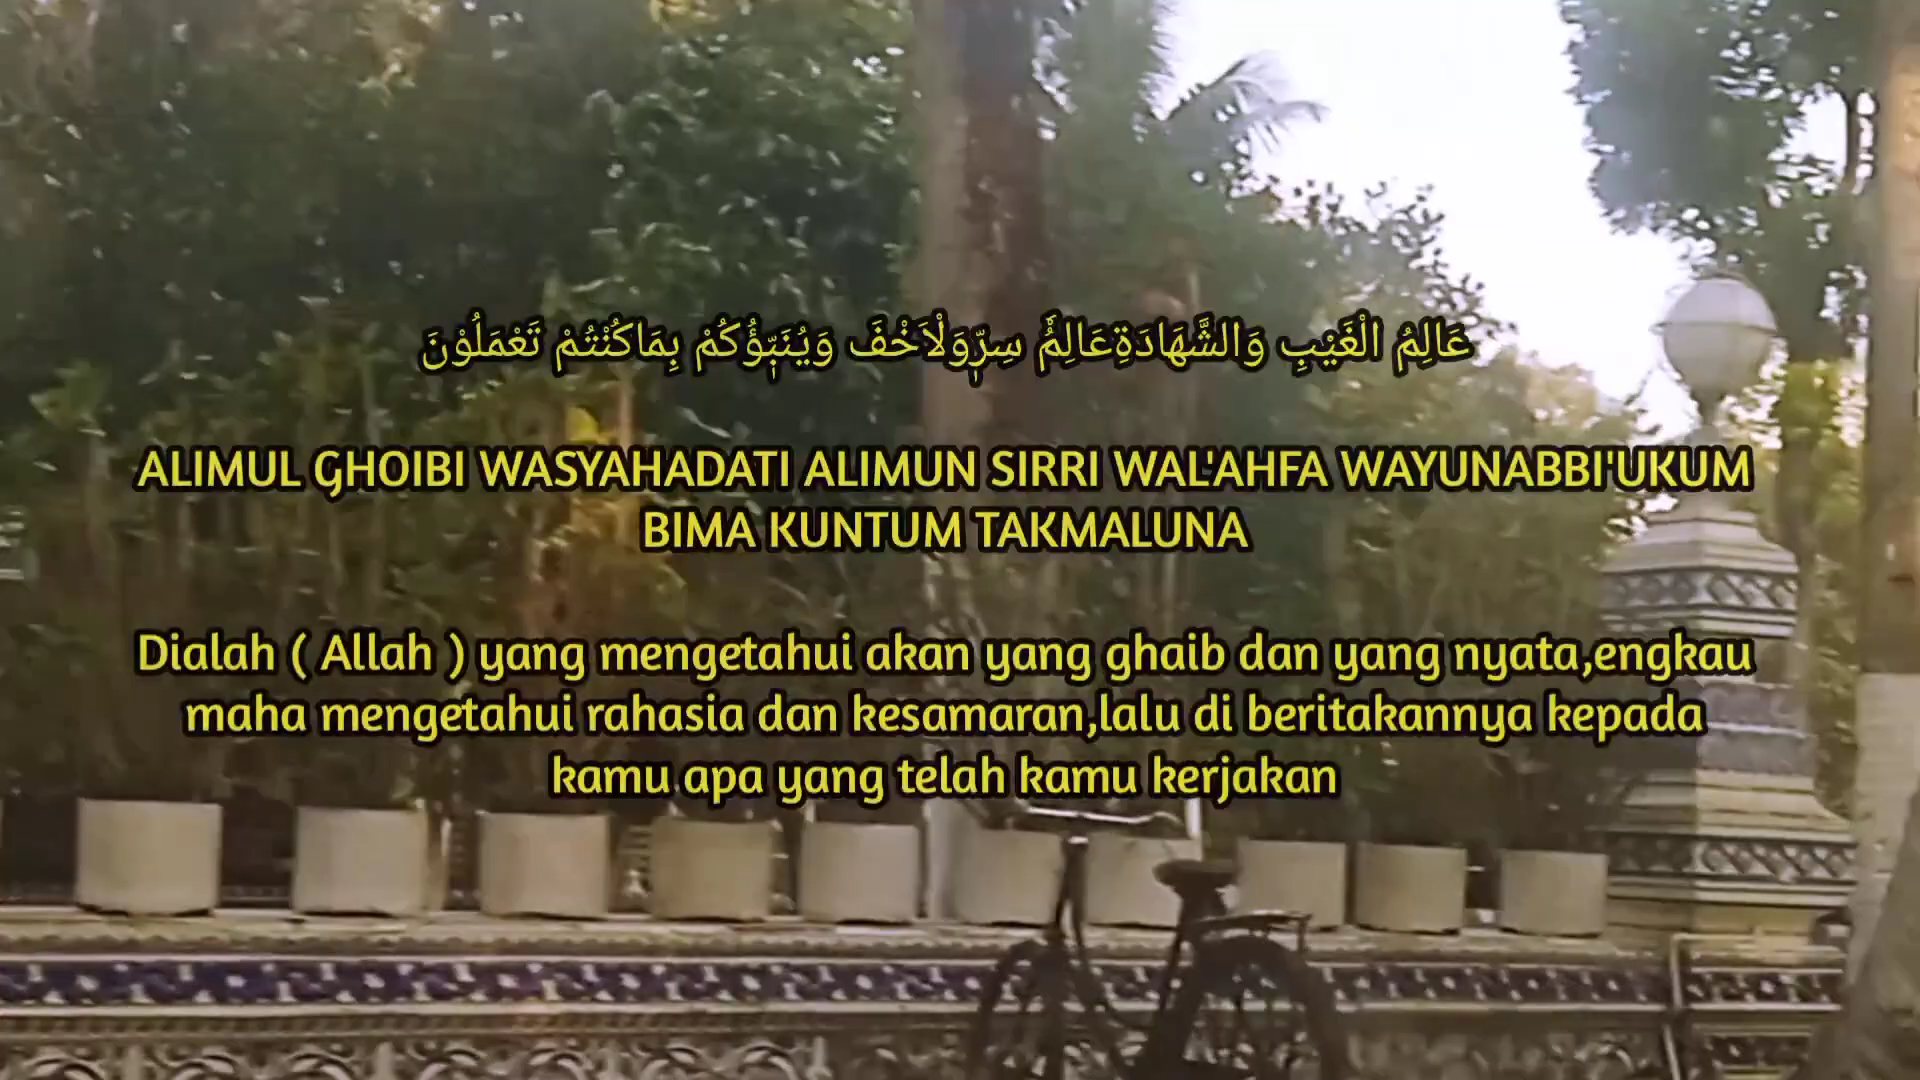 عَالِمُ الْغَيْبِ وَالشَّهَادَةِعَالِمٌ سِرِّوَلْاَخْفَ وَيُنَبِّؤُكُمْ بِمَاكُنْتُمْ تَعْمَلُوْنَ
ALIMUL GHOIBI WASYAHADATI ALIMUN SIRRI WAL'AHFA WAYUNABBI'UKUM
BIMA KUNTUM TAKMALUNA
Dialah ( Allah ) yang mengetahui akan yang ghaib dan yang nyata,engkau
maha mengetahui rahasia dan kesamaran,lalu di beritakannya kepada
kamu apa yang telah kamu kerjakan